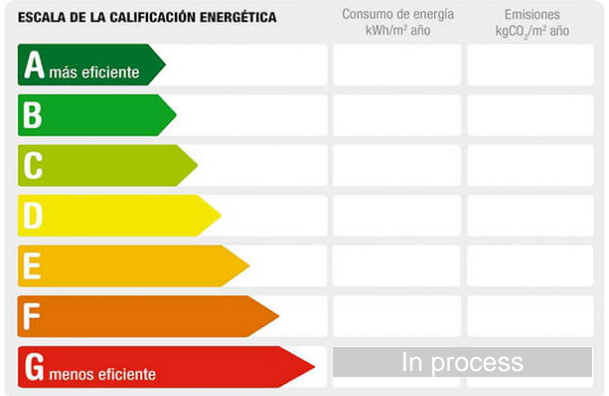 ESCALA DE LA CALIFICACIÓN ENERGÉTICA
Consumo de energía
kWh/m² año
Emisiones
kgCO₂/m² año
A más eficiente
B
C
D
E
F
G menos eficiente
In process